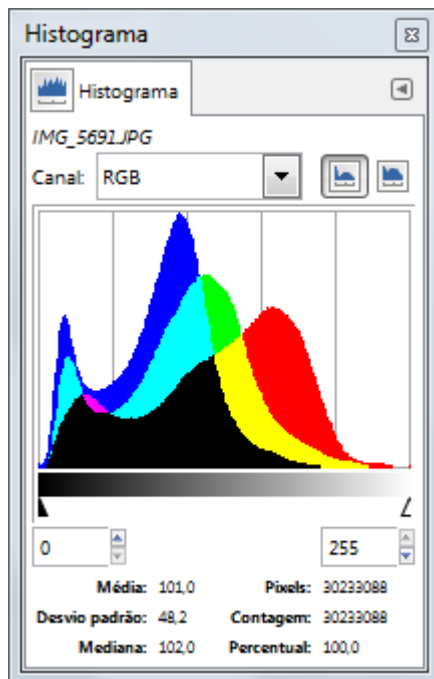 Histograma
Histograma
IMG_5691.JPG
Canal: RGB
0 255
Média: 101,0 Pixels: 30233088
Desvio padrão: 48,2 Contagem: 30233088
Mediana: 102,0 Percentual: 100,0